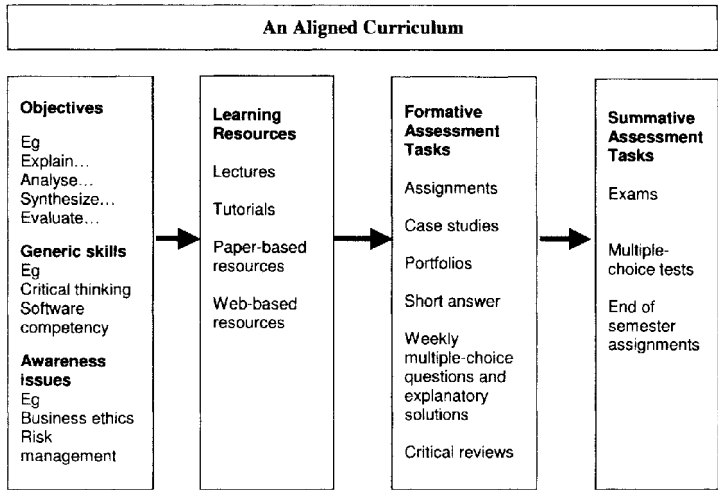 An Aligned Curriculum
Objectives
Eg
Explain...
Analyse...
Synthesize...
Evaluate...
Generic skills
Eg
Critical thinking
Software
competency
Awareness
issues
Eg
Business ethics
Risk
management
Learning
Resources
Lectures
Tutorials
Paper-based
resources
Web-based
resources
Formative
Assessment
Tasks
Assignments
Case studies
Portfolios
Short answer
Weekly
multiple-choice
questions and
explanatory
solutions
Critical reviews
Summative
Assessment
Tasks
Exams
Multiple-
choice tests
End of
semester
assignments